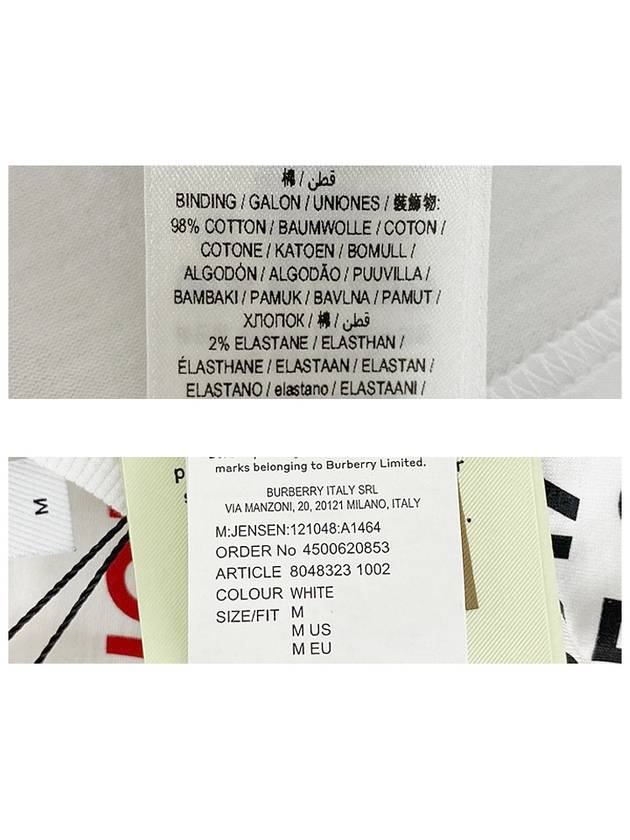 棉 / قطن
BINDING / GALON / UNIONES / 裝飾物:
98% COTTON / BAUMWOLLE / COTON /
COTONE / KATOEN / BOMULL /
ALGODÓN / ALGODÃO / PUUVILLA /
BAMBAKI / PAMUK / BAVLNA / PAMUT /
ХЛОПОК / 棉 / قطن
2% ELASTANE / ELASTHAN /
ÉLASTHANE / ELASTAAN / ELASTAN /
ELASTANO / elastano / ELASTAANI /
marks belonging to Burberry Limited.
BURBERRY ITALY SRL
VIA MANZONI, 20, 20121 MILANO, ITALY
M:JENSEN:121048:A1464
ORDER No 4500620853
ARTICLE 8048323 1002
COLOUR WHITE
SIZE/FIT M
M US
M EU
M